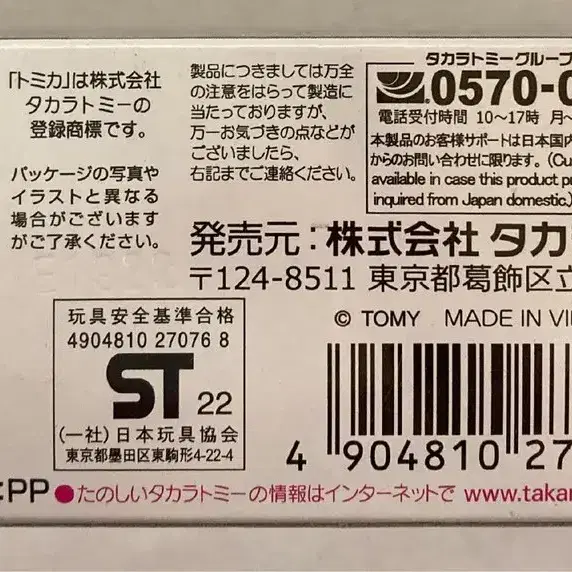 「トミカ」は株式会社
タカラトミーの
登録商標です。
パッケージの写真や
イラストと異なる
場合がございます
がご了承ください。
製品につきましては万全
の注意をはらって製造に
当たっておりますが、
万一お気づきの点などが
ございましたら、
右記までご連絡ください。
タカラトミーグループ
0570-0
電話受付時間 10〜17時 月〜
本製品のお客様サポートは日本国内
からのお問い合わせに限ります。(Cu
available in case this product pu
inquired from Japan domestic.)
発売元：株式会社 タカ
〒124-8511 東京都葛飾区立
© TOMY MADE IN VI
玩具安全基準合格
4904810 27076 8
ST 22
(一社)日本玩具協会
東京都墨田区東駒形4-22-4
4 904810 27
:PP ●たのしいタカラトミーの情報はインターネットで www.takar